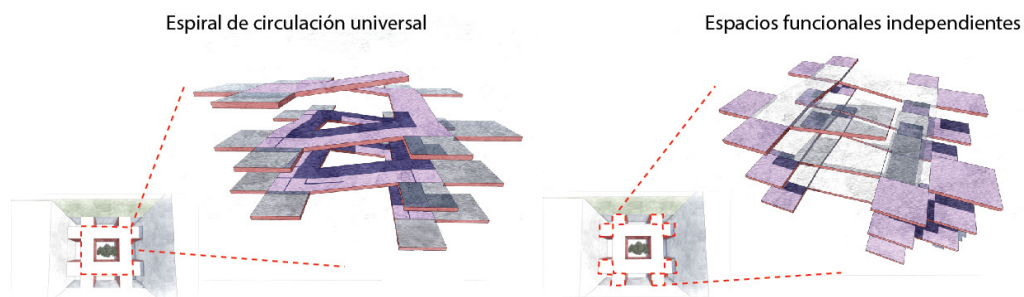 Espiral de circulación universal
Espacios funcionales independientes